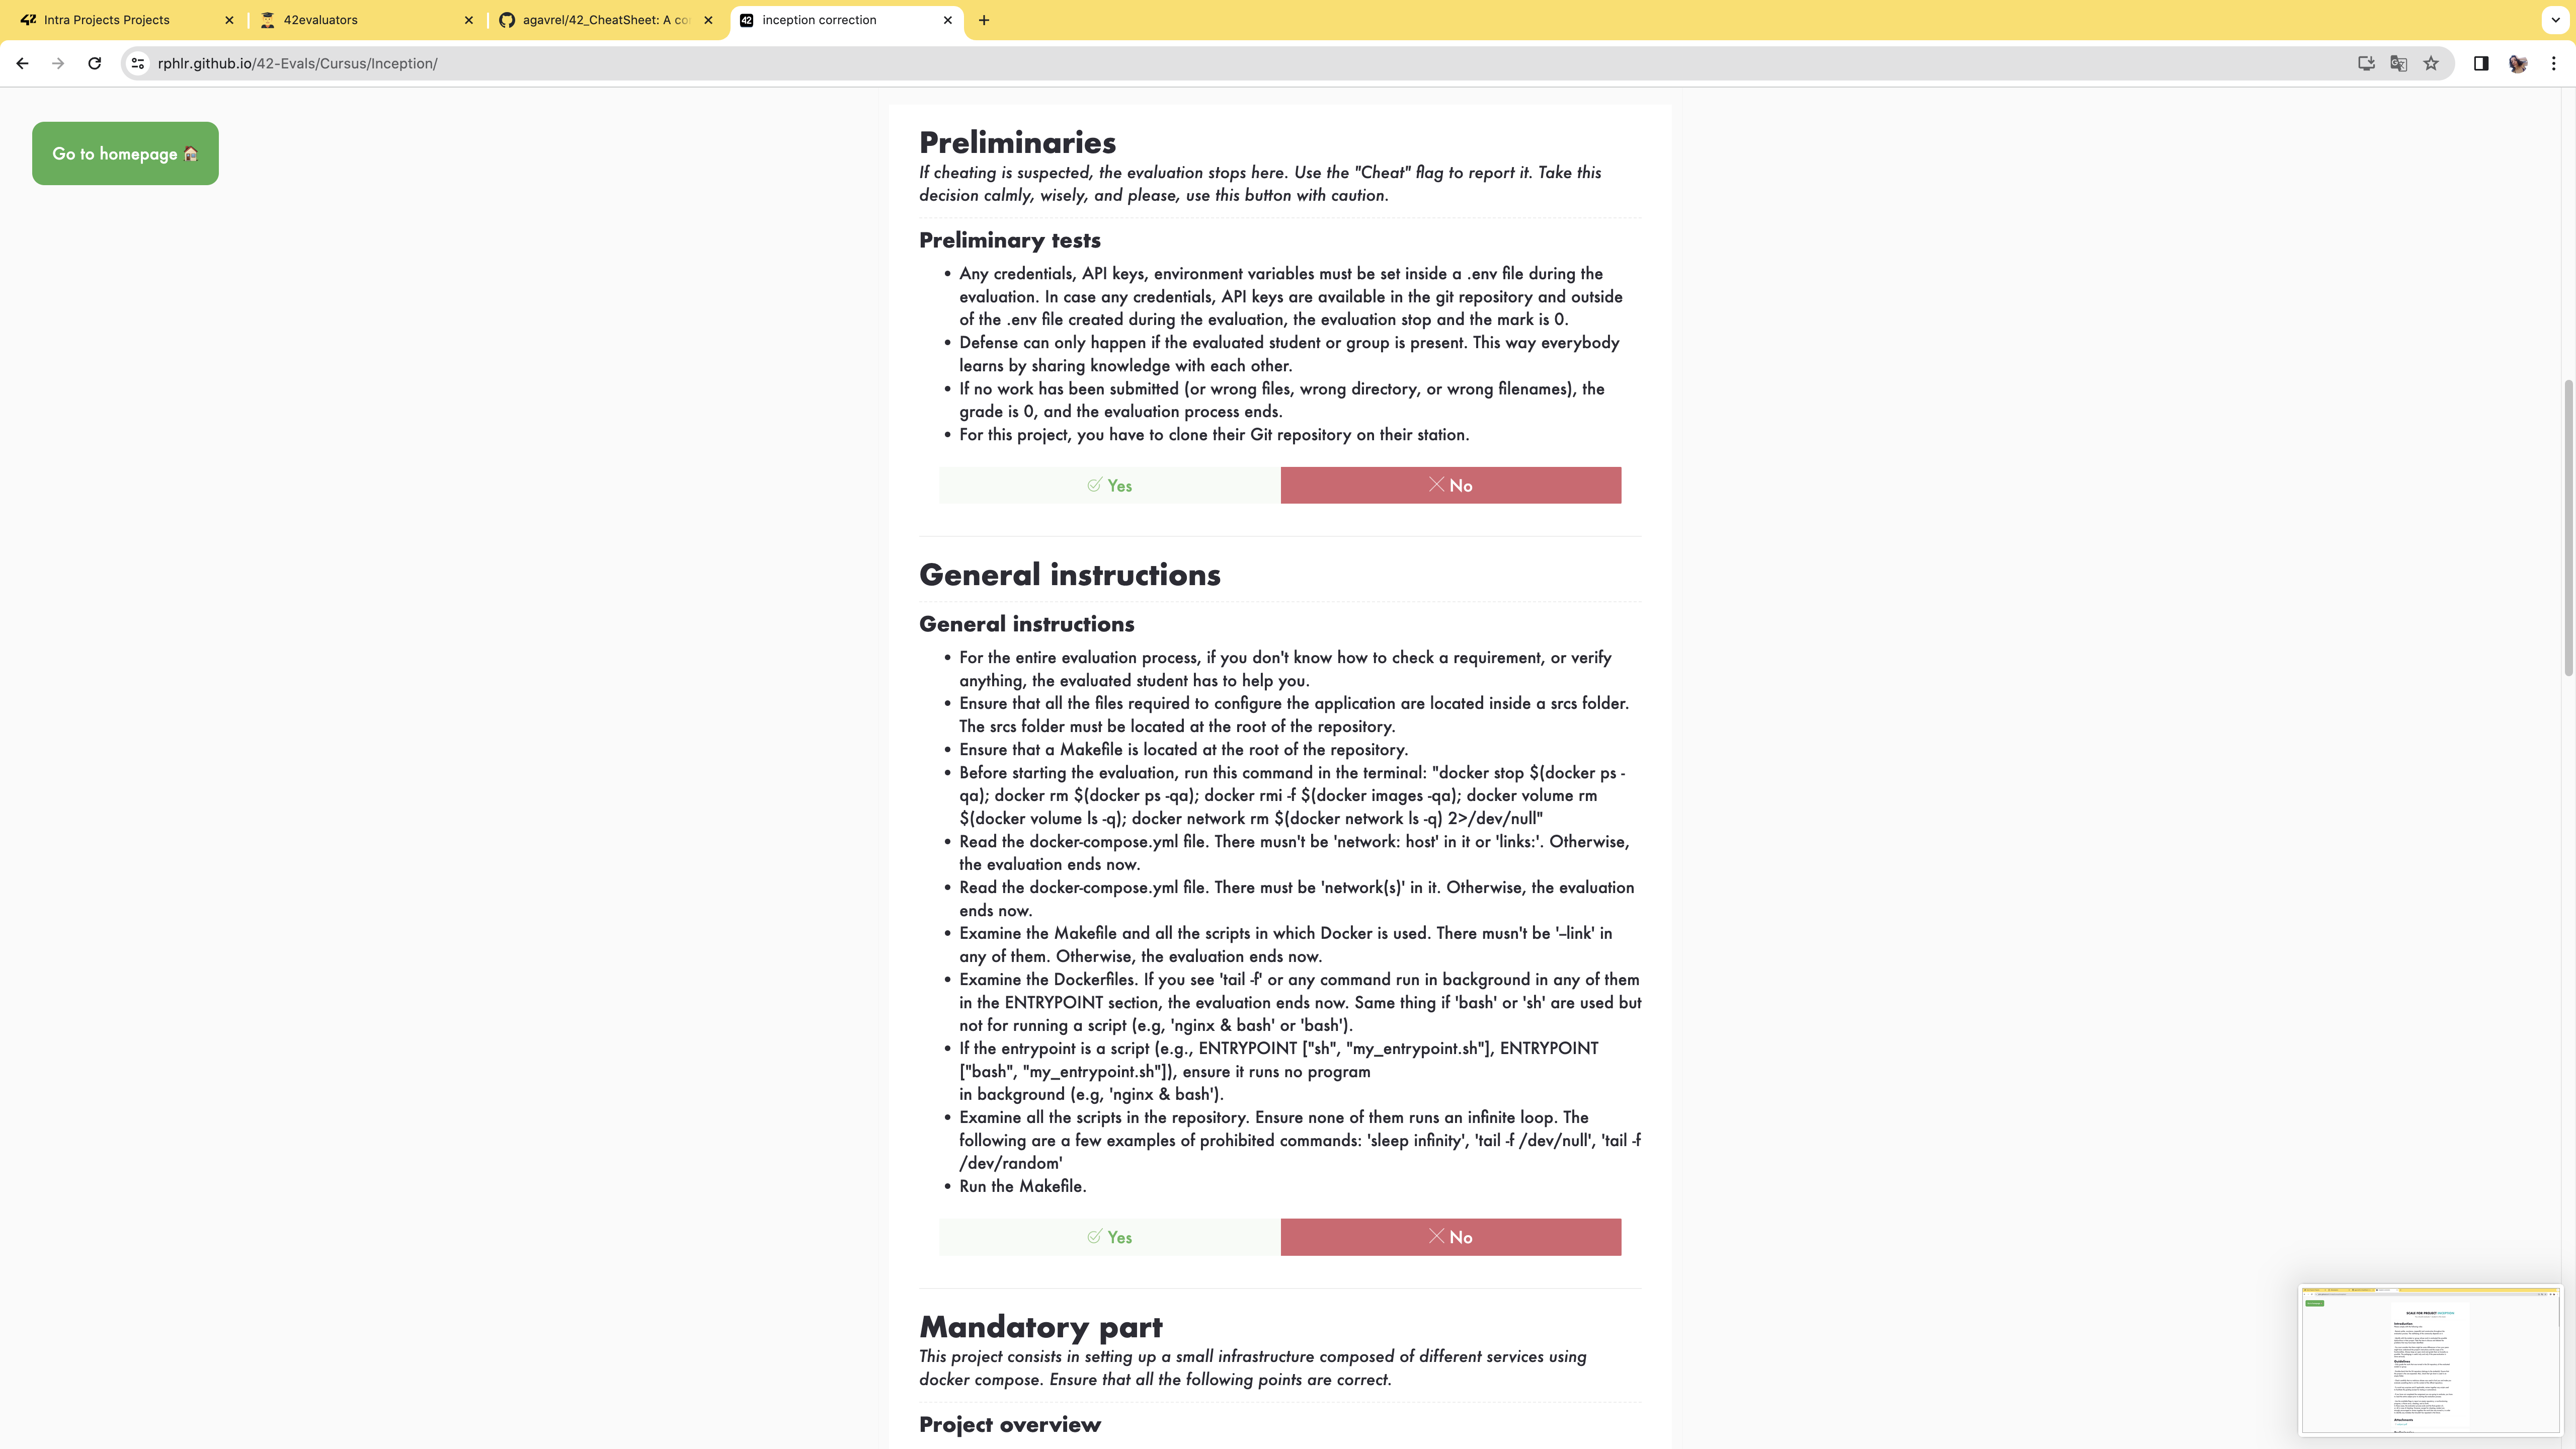 Intra Projects Projects
42evaluators
agavrel/42_CheatSheet: A co
inception correction
rphlr.github.io/42-Evals/Cursus/Inception/
Go to homepage
Preliminaries
If cheating is suspected, the evaluation stops here. Use the "Cheat" flag to report it. Take this
decision calmly, wisely, and please, use this button with caution.
Preliminary tests
• Any credentials, API keys, environment variables must be set inside a .env file during the
evaluation. In case any credentials, API keys are available in the git repository and outside
of the .env file created during the evaluation, the evaluation stop and the mark is 0.
• Defense can only happen if the evaluated student or group is present. This way everybody
learns by sharing knowledge with each other.
• If no work has been submitted (or wrong files, wrong directory, or wrong filenames), the
grade is 0, and the evaluation process ends.
• For this project, you have to clone their Git repository on their station.
Yes
No
General instructions
General instructions
• For the entire evaluation process, if you don't know how to check a requirement, or verify
anything, the evaluated student has to help you.
• Ensure that all the files required to configure the application are located inside a srcs folder.
The srcs folder must be located at the root of the repository.
• Ensure that a Makefile is located at the root of the repository.
• Before starting the evaluation, run this command in the terminal: "docker stop $(docker ps -
qa); docker rm $(docker ps -qa); docker rmi -f $(docker images -qa); docker volume rm
$(docker volume ls -q); docker network rm $(docker network ls -q) 2>/dev/null"
• Read the docker-compose.yml file. There musn't be 'network: host' in it or 'links:'. Otherwise,
the evaluation ends now.
• Read the docker-compose.yml file. There must be 'network(s)' in it. Otherwise, the evaluation
ends now.
• Examine the Makefile and all the scripts in which Docker is used. There musn't be '–link' in
any of them. Otherwise, the evaluation ends now.
• Examine the Dockerfiles. If you see 'tail -f' or any command run in background in any of them
in the ENTRYPOINT section, the evaluation ends now. Same thing if 'bash' or 'sh' are used but
not for running a script (e.g, 'nginx & bash' or 'bash').
• If the entrypoint is a script (e.g., ENTRYPOINT ["sh", "my_entrypoint.sh"], ENTRYPOINT
["bash", "my_entrypoint.sh"]), ensure it runs no program
in background (e.g, 'nginx & bash').
• Examine all the scripts in the repository. Ensure none of them runs an infinite loop. The
following are a few examples of prohibited commands: 'sleep infinity', 'tail -f /dev/null', 'tail -f
/dev/random'
• Run the Makefile.
Yes
No
Mandatory part
This project consists in setting up a small infrastructure composed of different services using
docker compose. Ensure that all the following points are correct.
Project overview
SCALE FOR PROJECT INCEPTION
Introduction
Guidelines
Attachments